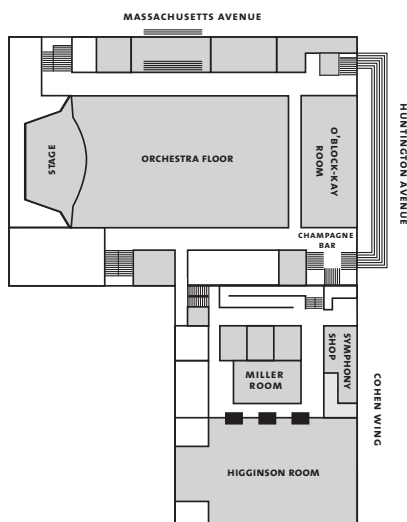 MASSACHUSETTS AVENUE
HUNTINGTON AVENUE
STAGE
ORCHESTRA FLOOR
O'BLOCK-KAY
ROOM
CHAMPAGNE
BAR
SYMPHONY
SHOP
MILLER
ROOM
COHEN WING
HIGGINSON ROOM